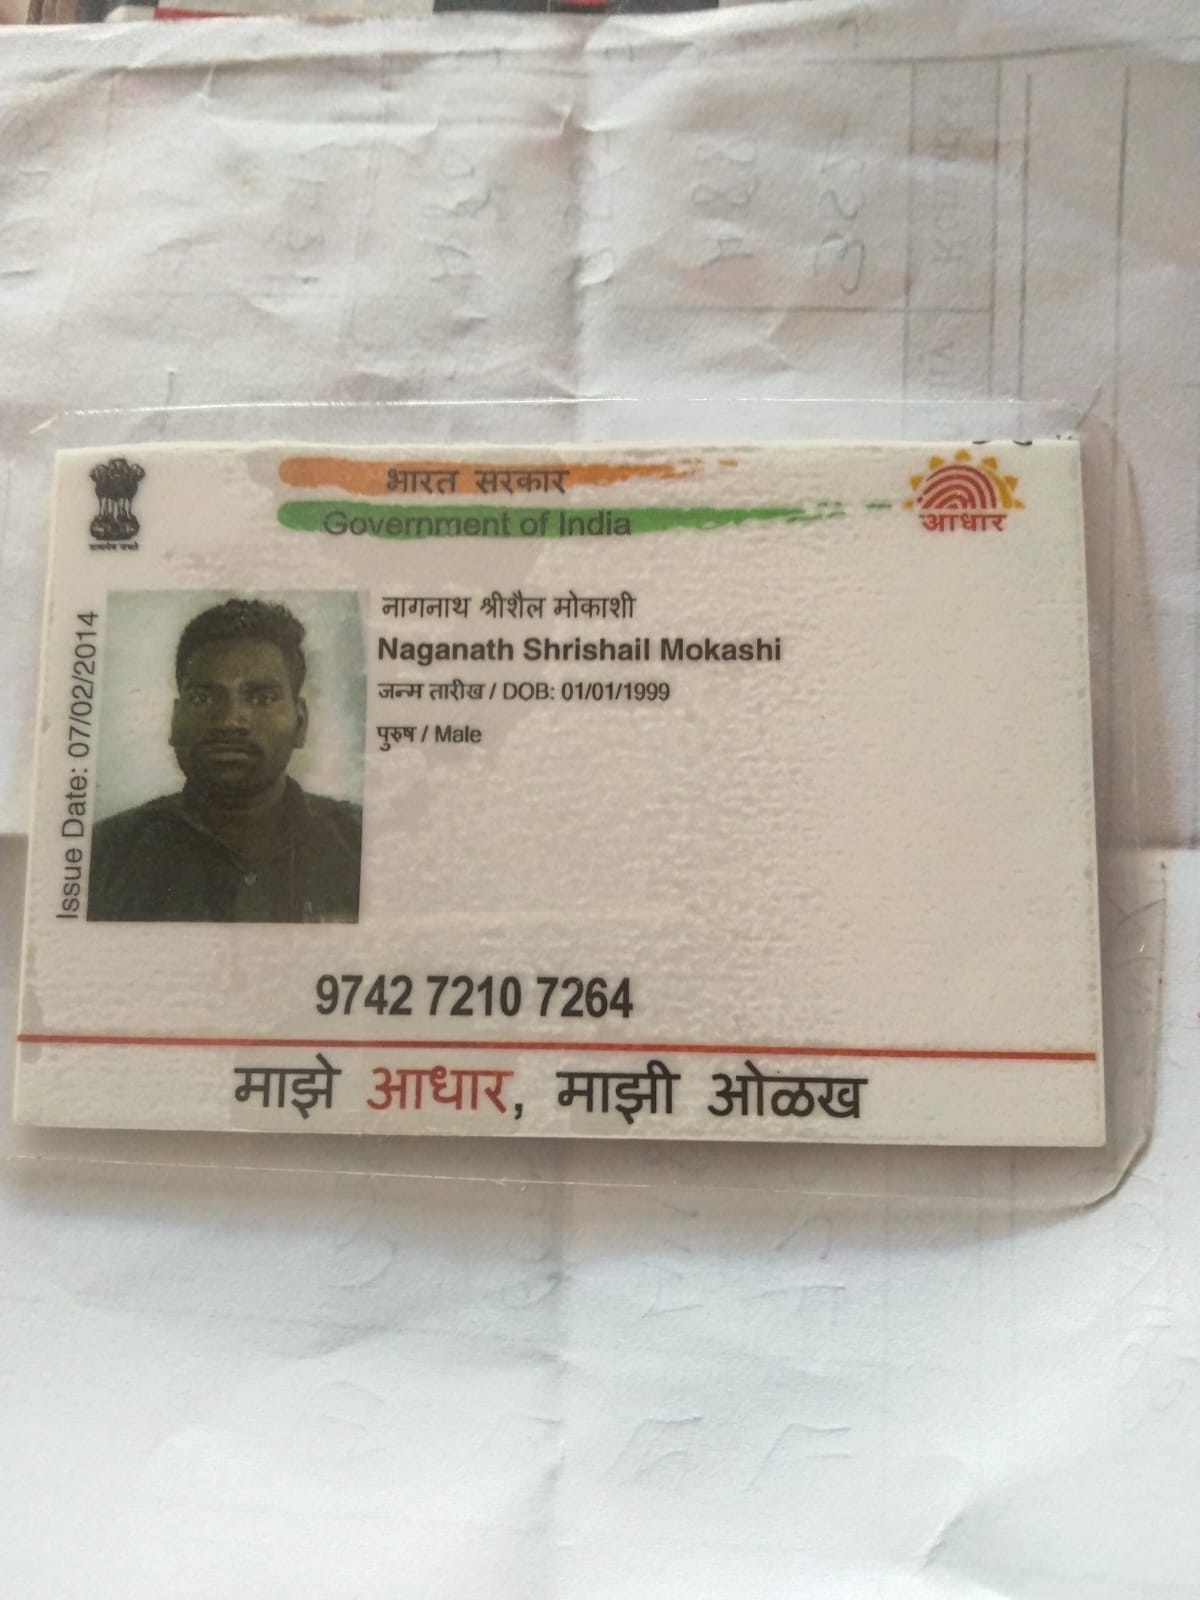 भारत सरकार
Government of India
आधार
सत्यमेव जयते
Issue Date: 07/02/2014
नागनाथ श्रीशैल मोकाशी
Naganath Shrishail Mokashi
जन्म तारीख / DOB: 01/01/1999
पुरुष / Male
9742 7210 7264
माझे आधार, माझी ओळख